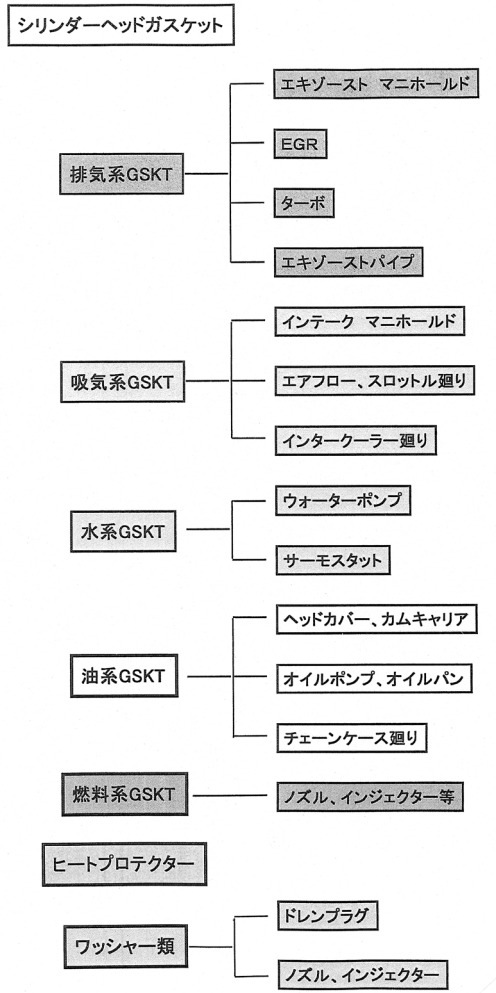 シリンダーヘッドガスケット
排気系GSKT
エキゾースト マニホールド
EGR
ターボ
エキゾーストパイプ
吸気系GSKT
インテーク マニホールド
エアフロー、スロットル廻り
インタークーラー廻り
水系GSKT
ウォーターポンプ
サーモスタット
油系GSKT
ヘッドカバー、カムキャリア
オイルポンプ、オイルパン
チェーンケース廻り
燃料系GSKT
ノズル、インジェクター等
ヒートプロテクター
ワッシャー類
ドレンプラグ
ノズル、インジェクター